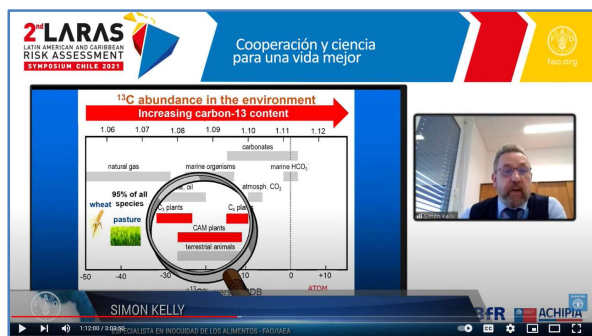 2nd LARAS
LATIN AMERICAN AND CARIBBEAN
RISK ASSESSMENT
SYMPOSIUM CHILE 2021
Cooperación y ciencia
para una vida mejor
fao.org
13C abundance in the environment
Increasing carbon-13 content
1.06 1.07 1.08 1.09 1.10 1.11 1.12
carbonates
natural gas marine organisms marine HCO3-
oil atmosph. CO2
95% of all
species
wheat
pasture
C3 plants C4 plants
CAM plants
terrestrial animals
-50 -40 -30 -10 0 +10
ATOM
Simon Kelly
SIMON KELLY
ESPECIALISTA EN INOCUIDAD DE LOS ALIMENTOS - FAO/IAEA
BfR
ACHIPIA
1:12:00 / 3:03:50